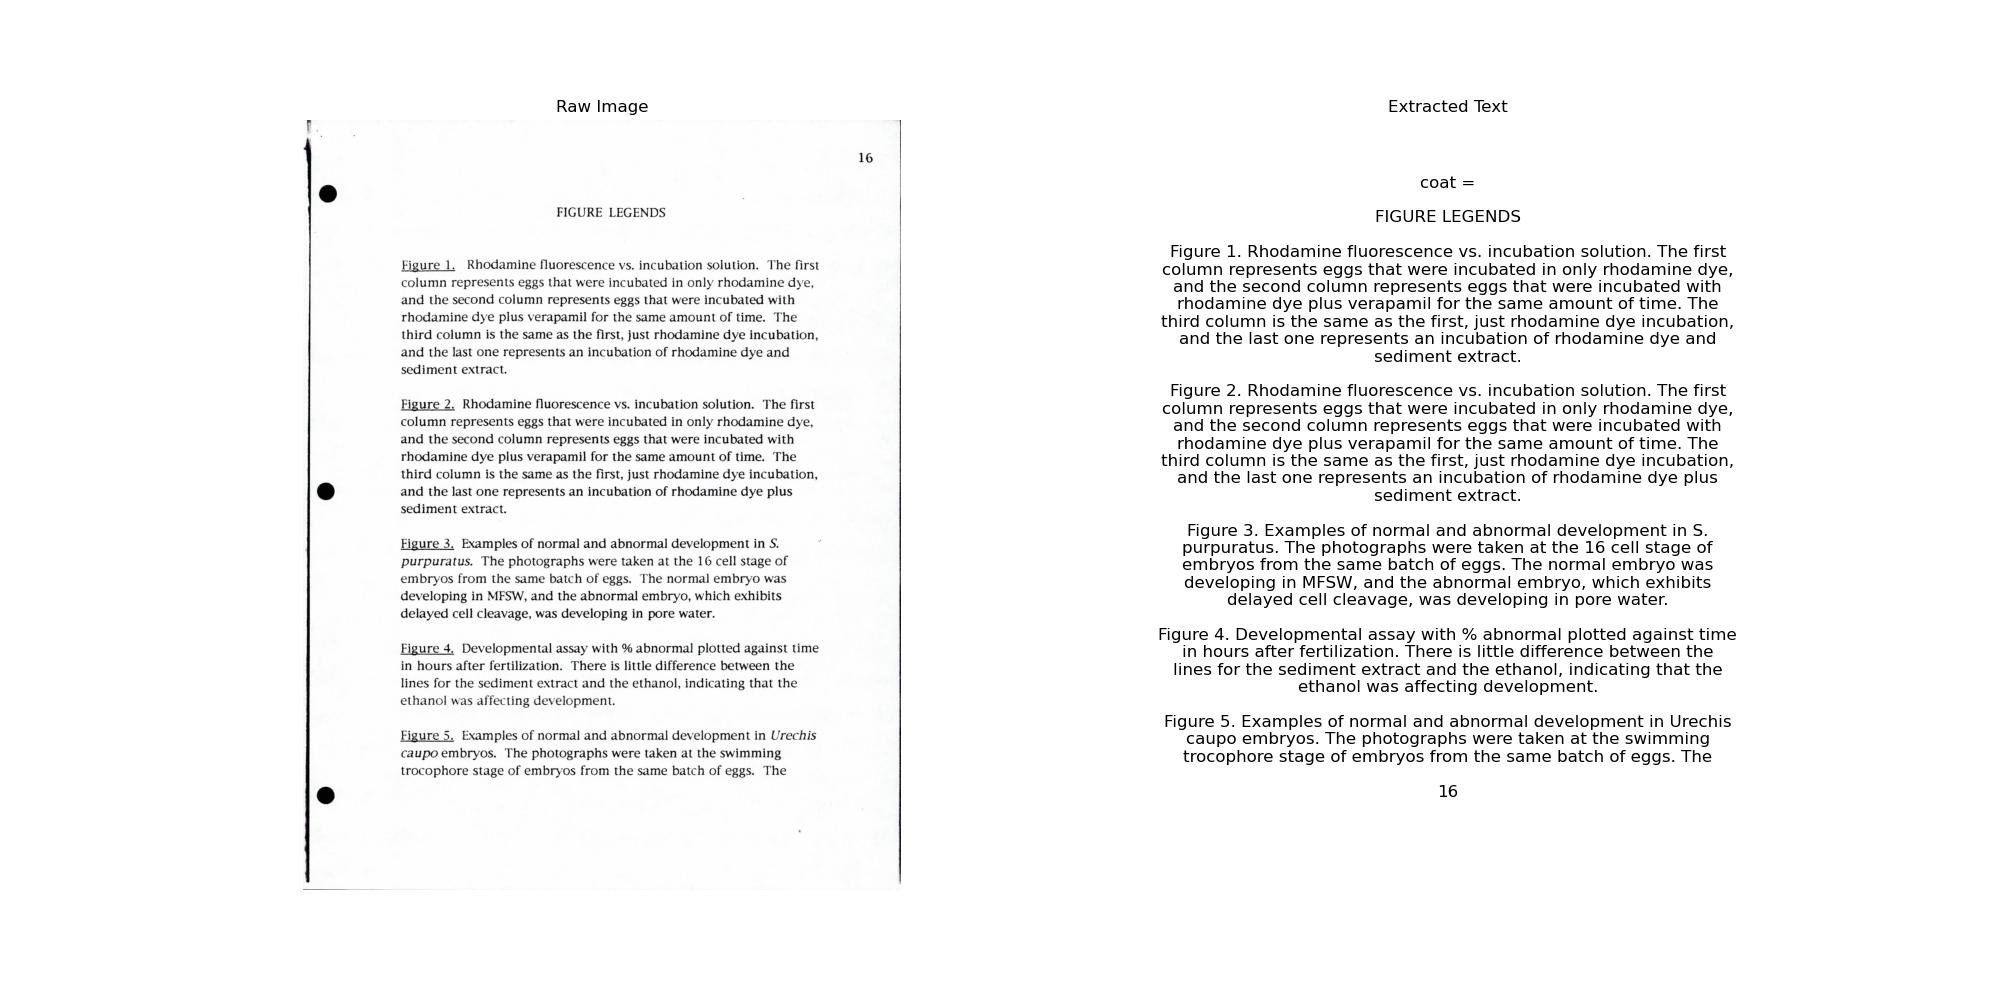 Raw Image
16
FIGURE LEGENDS
Figure 1. Rhodamine fluorescence vs. incubation solution. The first
column represents eggs that were incubated in only rhodamine dye,
and the second column represents eggs that were incubated with
rhodamine dye plus verapamil for the same amount of time. The
third column is the same as the first, just rhodamine dye incubation,
and the last one represents an incubation of rhodamine dye and
sediment extract.
Figure 2. Rhodamine fluorescence vs. incubation solution. The first
column represents eggs that were incubated in only rhodamine dye,
and the second column represents eggs that were incubated with
rhodamine dye plus verapamil for the same amount of time. The
third column is the same as the first, just rhodamine dye incubation,
and the last one represents an incubation of rhodamine dye plus
sediment extract.
Figure 3. Examples of normal and abnormal development in S.
purpuratus. The photographs were taken at the 16 cell stage of
embryos from the same batch of eggs. The normal embryo was
developing in MFSW, and the abnormal embryo, which exhibits
delayed cell cleavage, was developing in pore water.
Figure 4. Developmental assay with % abnormal plotted against time
in hours after fertilization. There is little difference between the
lines for the sediment extract and the ethanol, indicating that the
ethanol was affecting development.
Figure 5. Examples of normal and abnormal development in Urechis
caupo embryos. The photographs were taken at the swimming
trocophore stage of embryos from the same batch of eggs. The
Extracted Text
coat =
FIGURE LEGENDS
Figure 1. Rhodamine fluorescence vs. incubation solution. The first
column represents eggs that were incubated in only rhodamine dye,
and the second column represents eggs that were incubated with
rhodamine dye plus verapamil for the same amount of time. The
third column is the same as the first, just rhodamine dye incubation,
and the last one represents an incubation of rhodamine dye and
sediment extract.
Figure 2. Rhodamine fluorescence vs. incubation solution. The first
column represents eggs that were incubated in only rhodamine dye,
and the second column represents eggs that were incubated with
rhodamine dye plus verapamil for the same amount of time. The
third column is the same as the first, just rhodamine dye incubation,
and the last one represents an incubation of rhodamine dye plus
sediment extract.
Figure 3. Examples of normal and abnormal development in S.
purpuratus. The photographs were taken at the 16 cell stage of
embryos from the same batch of eggs. The normal embryo was
developing in MFSW, and the abnormal embryo, which exhibits
delayed cell cleavage, was developing in pore water.
Figure 4. Developmental assay with % abnormal plotted against time
in hours after fertilization. There is little difference between the
lines for the sediment extract and the ethanol, indicating that the
ethanol was affecting development.
Figure 5. Examples of normal and abnormal development in Urechis
caupo embryos. The photographs were taken at the swimming
trocophore stage of embryos from the same batch of eggs. The
16